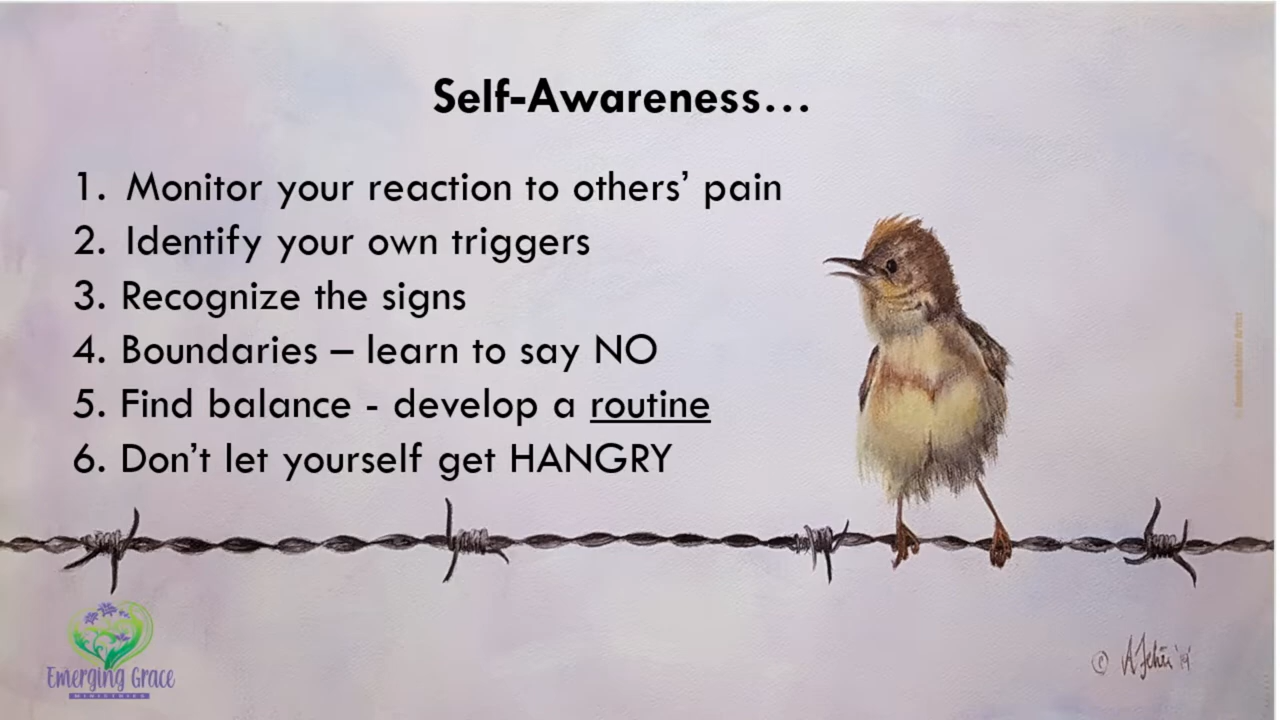 Self-Awareness...
1. Monitor your reaction to others’ pain
2. Identify your own triggers
3. Recognize the signs
4. Boundaries – learn to say NO
5. Find balance - develop a routine
6. Don’t let yourself get HANGRY
Emerging Grace
MINISTRIES
©